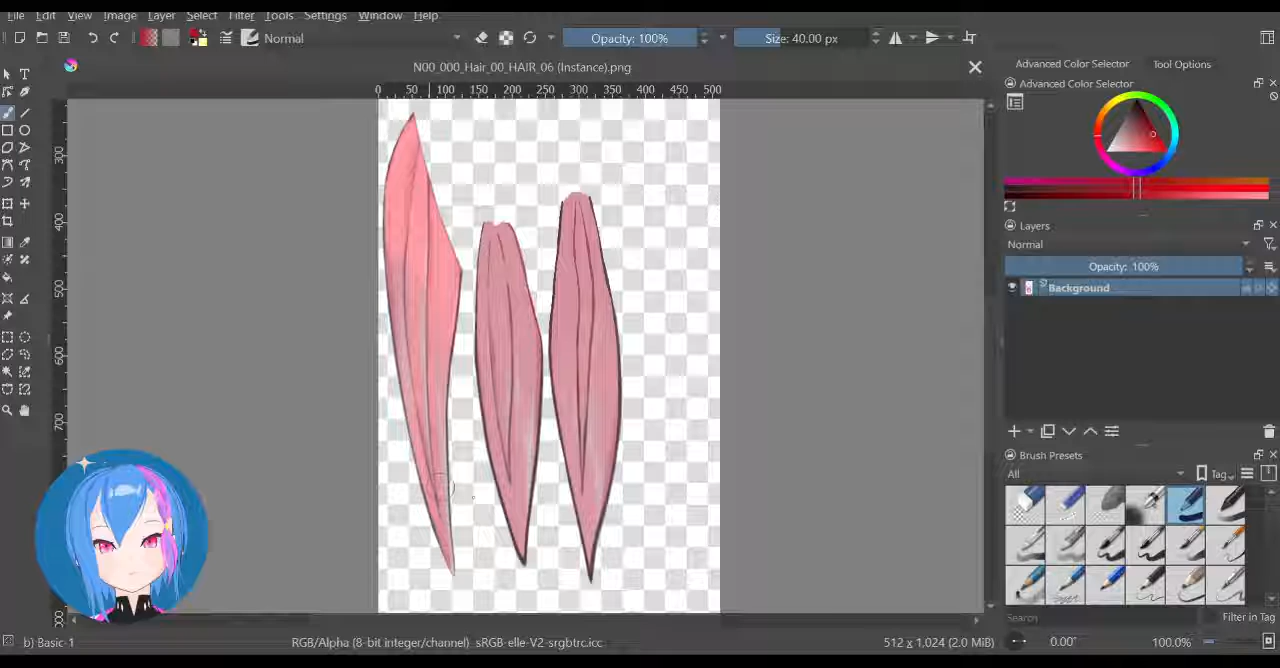 File Edit View Image Layer Select Filter Tools Settings Window Help
Normal
Opacity: 100%
Size: 40.00 px
N00_000_Hair_00_HAIR_06 (Instance).png
Advanced Color Selector
Tool Options
Advanced Color Selector
0 50 100 150 200 250 300 350 400 450 500
300
400
500
600
700
Layers
Normal
Opacity: 100%
Background
Brush Presets
All
Tag
Search
Filter in Tag
b) Basic-1
RGB/Alpha (8-bit integer/channel) sRGB-elle-V2-srgbtrc.icc
512 x 1,024 (2.0 MiB)
0.00°
100.0%